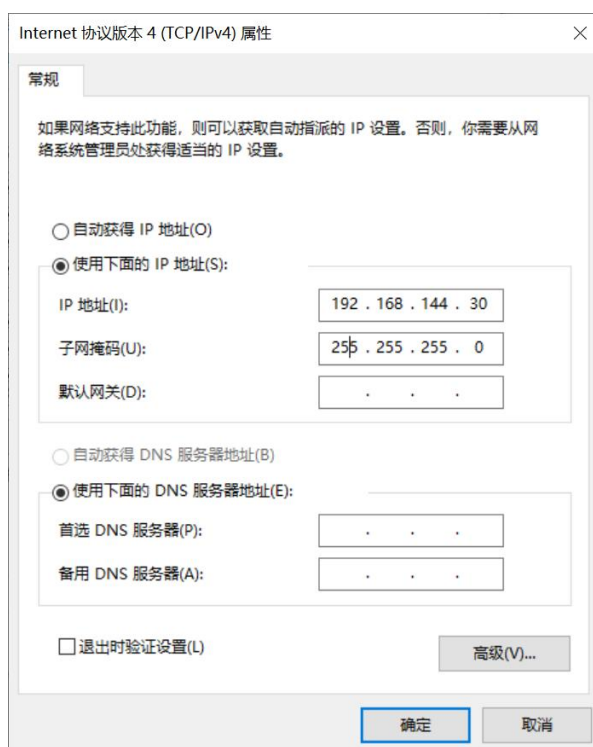 Internet 协议版本 4 (TCP/IPv4) 属性
常规
如果网络支持此功能，则可以获取自动指派的 IP 设置。否则，你需要从网
络系统管理员处获得适当的 IP 设置。
自动获得 IP 地址(O)
使用下面的 IP 地址(S):
IP 地址(I): 192 . 168 . 144 . 30
子网掩码(U): 255 . 255 . 255 . 0
默认网关(D): . . .
自动获得 DNS 服务器地址(B)
使用下面的 DNS 服务器地址(E):
首选 DNS 服务器(P): . . .
备用 DNS 服务器(A): . . .
退出时验证设置(L)
高级(V)...
确定 取消